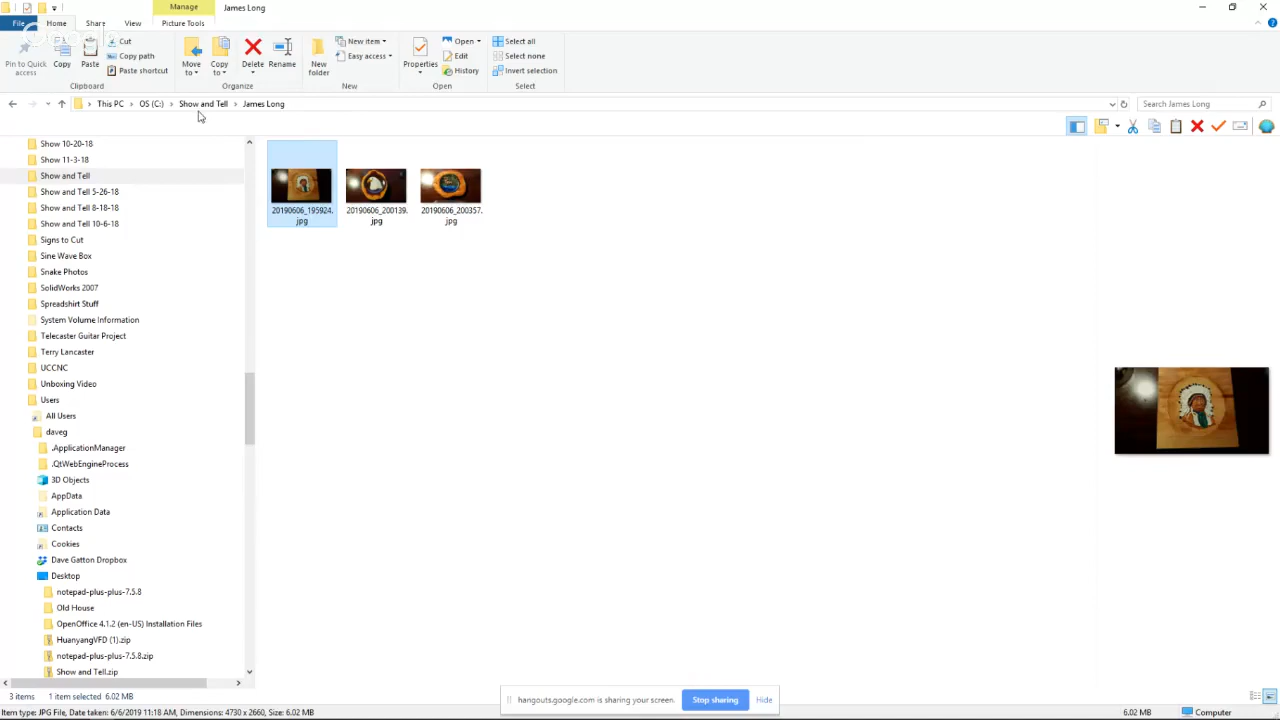 Manage
James Long
File
Home
Share
View
Picture Tools
Pin to Quick access
Copy
Paste
Cut
Copy path
Paste shortcut
Clipboard
Move to
Copy to
Delete
Rename
Organize
New folder
New item
Easy access
New
Properties
Open
Edit
History
Open
Select all
Select none
Invert selection
Select
This PC > OS (C:) > Show and Tell > James Long
Search James Long
Show 10-20-18
Show 11-3-18
Show and Tell
Show and Tell 5-26-18
Show and Tell 8-18-18
Show and Tell 10-6-18
Signs to Cut
Sine Wave Box
Snake Photos
SolidWorks 2007
Spreadshirt Stuff
System Volume Information
Telecaster Guitar Project
Terry Lancaster
UCCNC
Unboxing Video
Users
All Users
daveg
.ApplicationManager
.QtWebEngineProcess
3D Objects
AppData
Application Data
Contacts
Cookies
Dave Gatton Dropbox
Desktop
notepad-plus-plus-7.5.8
Old House
OpenOffice 4.1.2 (en-US) Installation Files
HuanyangVFD (1).zip
notepad-plus-plus-7.5.8.zip
Show and Tell.zip
20190606_195924.jpg
20190606_200139.jpg
20190606_200357.jpg
hangouts.google.com is sharing your screen.
Stop sharing
Hide
3 items
1 item selected 6.02 MB
Item type: JPG File, Date taken: 6/6/2019 11:18 AM, Dimensions: 4730 x 2660, Size: 6.02 MB
6.02 MB
Computer